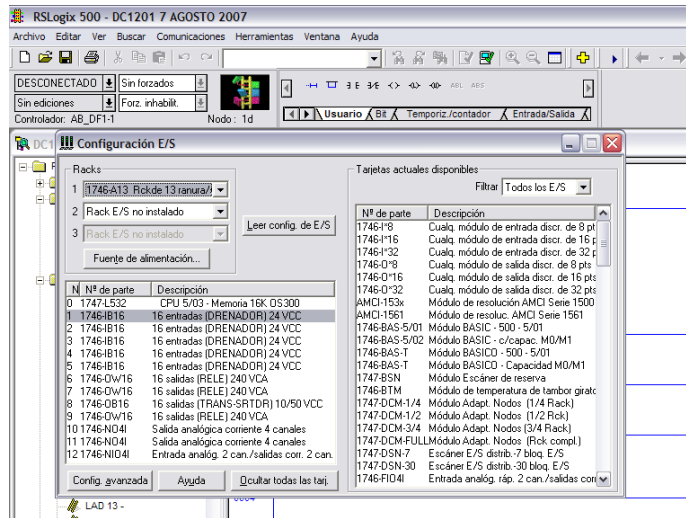 RSLogix 500 - DC1201 7 AGOSTO 2007
Archivo Editar Ver Buscar Comunicaciones Herramientas Ventana Ayuda
DESCONECTADO Sin forzados
Sin ediciones Forz. inhabilit.
Controlador: AB_DF1-1 Nodo: 1d
ABL ABS
Usuario Bit Temporiz./contador Entrada/Salida
DC1
Configuración E/S
Racks
1 1746-A13 Rckde 13 ranura/
2 Rack E/S no instalado
3 Rack E/S no instalado
Leer config. de E/S
Fuente de alimentación...
N Nº de parte Descripción
0 1747-L532 CPU 5/03 - Memoria 16K OS300
1 1746-IB16 16 entradas (DRENADOR) 24 VCC
2 1746-IB16 16 entradas (DRENADOR) 24 VCC
3 1746-IB16 16 entradas (DRENADOR) 24 VCC
4 1746-IB16 16 entradas (DRENADOR) 24 VCC
5 1746-IB16 16 entradas (DRENADOR) 24 VCC
6 1746-OW16 16 salidas (RELE) 240 VCA
7 1746-OW16 16 salidas (RELE) 240 VCA
8 1746-OB16 16 salidas (TRANS-SRTDR) 10/50 VCC
9 1746-OW16 16 salidas (RELE) 240 VCA
10 1746-NO4I Salida analógica corriente 4 canales
11 1746-NO4I Salida analógica corriente 4 canales
12 1746-NIO4I Entrada analóg. 2 can./salidas corr. 2 can.
Config. avanzada Ayuda Ocultar todas las tarj.
Tarjetas actuales disponibles
Filtrar Todos los E/S
Nº de parte Descripción
1746-I*8 Cualq. módulo de entrada discr. de 8 pt
1746-I*16 Cualq. módulo de entrada discr. de 16 p
1746-I*32 Cualq. módulo de entrada discr. de 32 p
1746-O*8 Cualq. módulo de salida discr. de 8 pts
1746-O*16 Cualq. módulo de salida discr. de 16 pts
1746-O*32 Cualq. módulo de salida discr. de 32 pts
AMCI-153x Módulo de resolución AMCI Serie 1500
AMCI-1561 Módulo de resoluc. AMCI Serie 1561
1746-BAS-5/01 Módulo BASIC - 500 - 5/01
1746-BAS-5/02 Módulo BASIC - c/capac. M0/M1
1746-BAS-T Módulo BASICO - 500 - 5/01
1746-BAS-T Módulo BASICO - Capacidad M0/M1
1747-BSN Módulo Escáner de reserva
1746-BTM Módulo de temperatura de tambor giratc
1747-DCM-1/4 Módulo Adapt. Nodos (1/4 Rack)
1747-DCM-1/2 Módulo Adapt. Nodos (1/2 Rck)
1747-DCM-3/4 Módulo Adapt. Nodos (3/4 Rack)
1747-DCM-FULL Módulo Adapt. Nodos (Rck compl.)
1747-DSN-7 Escáner E/S distrib.-7 bloq. E/S
1747-DSN-30 Escáner E/S distrib.-30 bloq. E/S
1746-FIO4I Entrada analóg. ráp. 2 can./salidas con
LAD 13 -